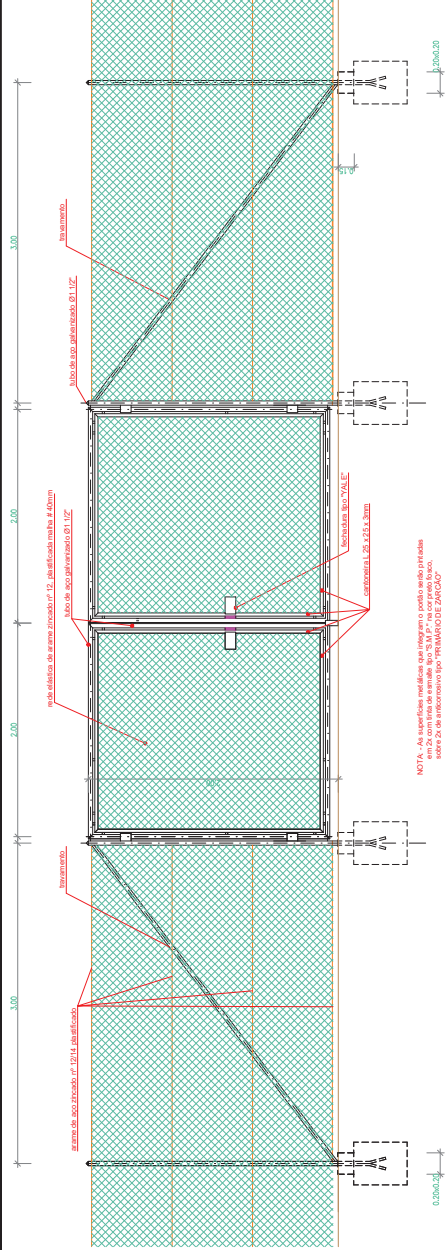 3.00
2.00
2.00
3.00
arame de aço zincado nº 12/14 plastificado
travamento
rede elástica de arame zincado nº 12, plastificada malha # 40mm
tubo de aço galvanizado Ø1 1/2"
tubo de aço galvanizado Ø1 1/2"
travamento
2.00
fechadura tipo "YALE"
cantoneira L 25 x 25 x 3mm
0.15
0.20x0.20
0.20x0.20
NOTA - As superfícies metálicas que integram o portão serão pintadas
em 2x com tinta de esmalte tipo "S.M.P." na cor preto fosco,
sobre 2x de anticorrosivo tipo "PRIMÁRIO DE ZARCÃO"